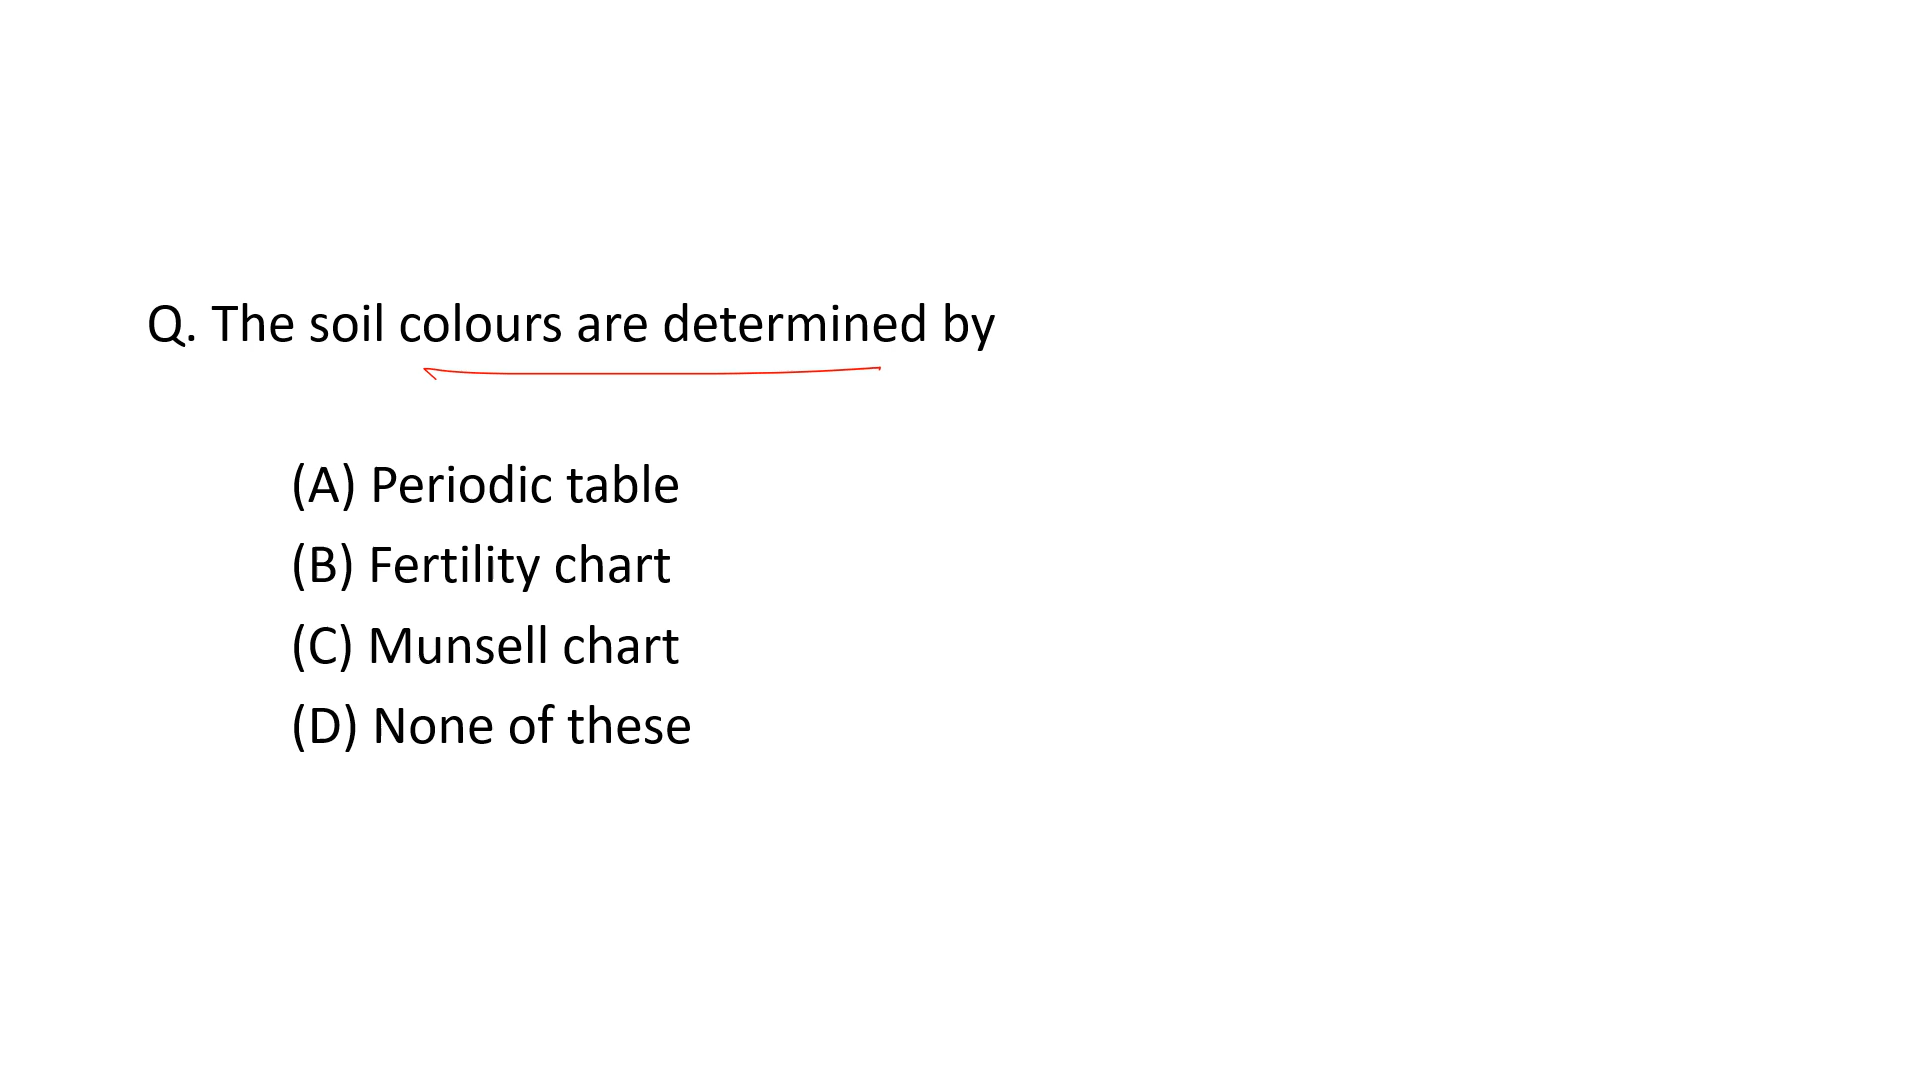 Q. The soil colours are determined by
(A) Periodic table
(B) Fertility chart
(C) Munsell chart
(D) None of these